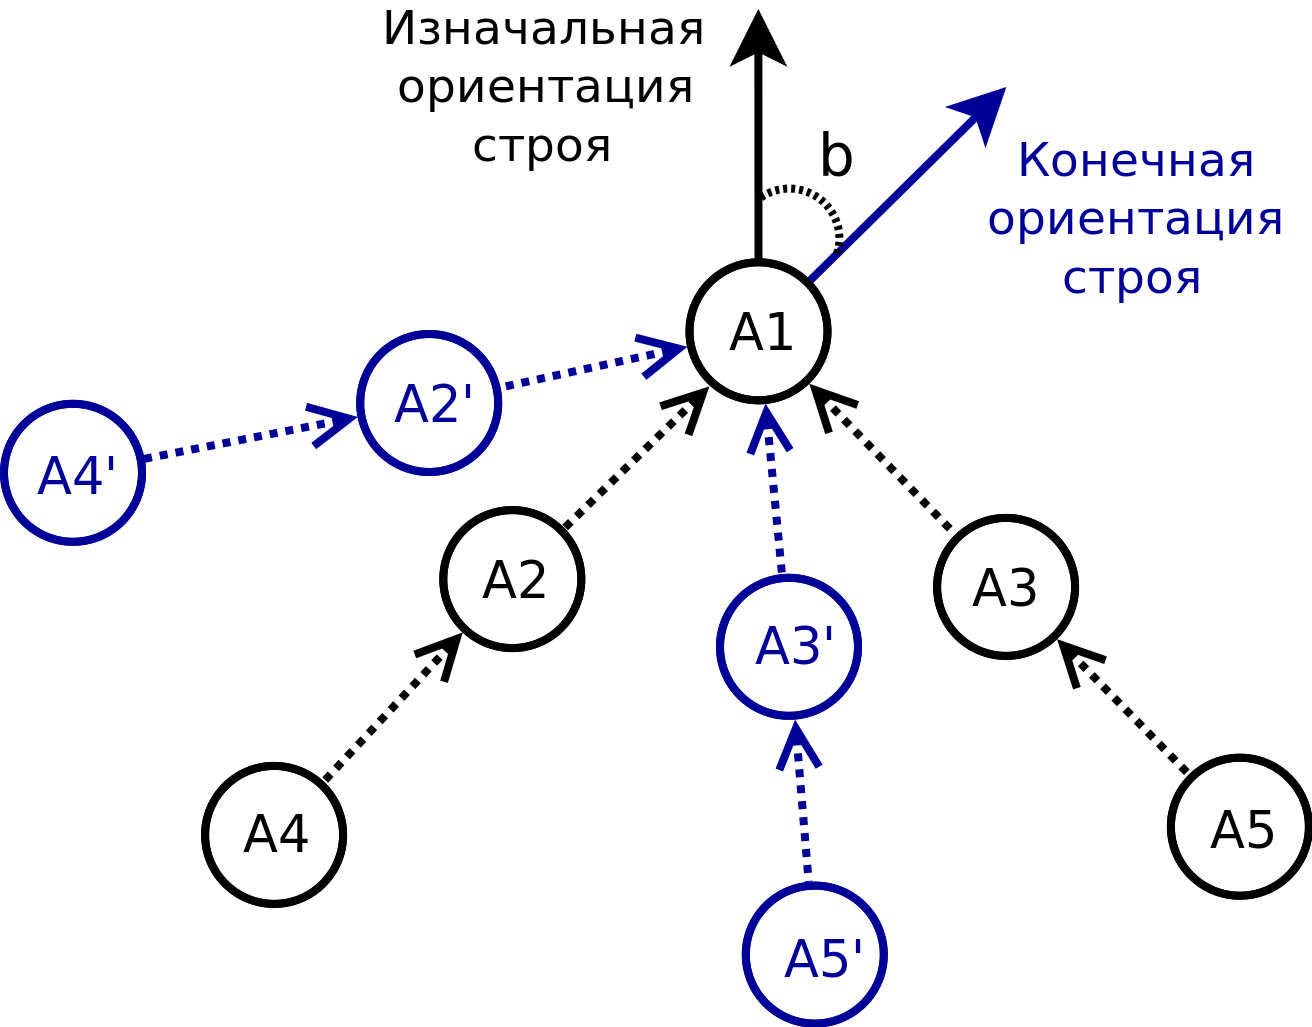 Изначальная
ориентация
строя
b
Конечная
ориентация
строя
A1
A2'
A4'
A2
A3
A3'
A4
A5
A5'